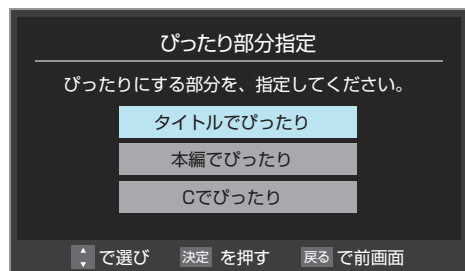 ぴったり部分指定
ぴったりにする部分を、指定してください。
タイトルでぴったり
本編でぴったり
Cでぴったり
で選び 決定 を押す 戻る で前画面